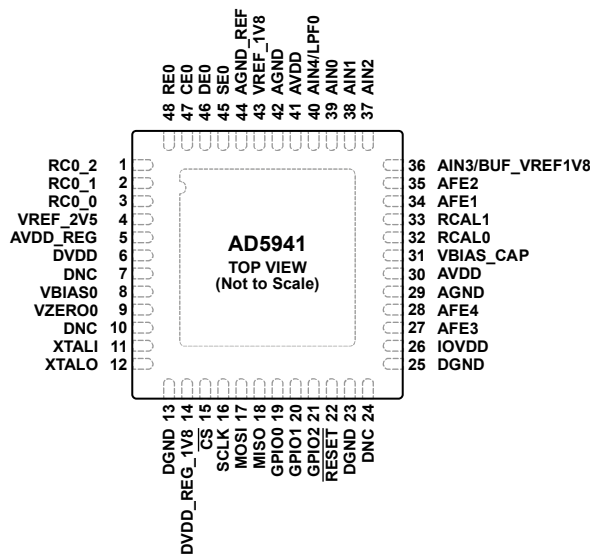 48 RE0
47 CE0
46 DE0
45 SE0
44 AGND_REF
43 VREF_1V8
42 AGND
41 AVDD
40 AIN4/LPF0
39 AIN0
38 AIN1
37 AIN2
RC0_2 1
RC0_1 2
RC0_0 3
VREF_2V5 4
AVDD_REG 5
DVDD 6
DNC 7
VBIAS0 8
VZERO0 9
DNC 10
XTALI 11
XTALO 12
AD5941
TOP VIEW
(Not to Scale)
36 AIN3/BUF_VREF1V8
35 AFE2
34 AFE1
33 RCAL1
32 RCAL0
31 VBIAS_CAP
30 AVDD
29 AGND
28 AFE4
27 AFE3
26 IOVDD
25 DGND
DGND 13
DVDD_REG_1V8 14
CS 15
SCLK 16
MOSI 17
MISO 18
GPIO0 19
GPIO1 20
GPIO2 21
RESET 22
DGND 23
DNC 24